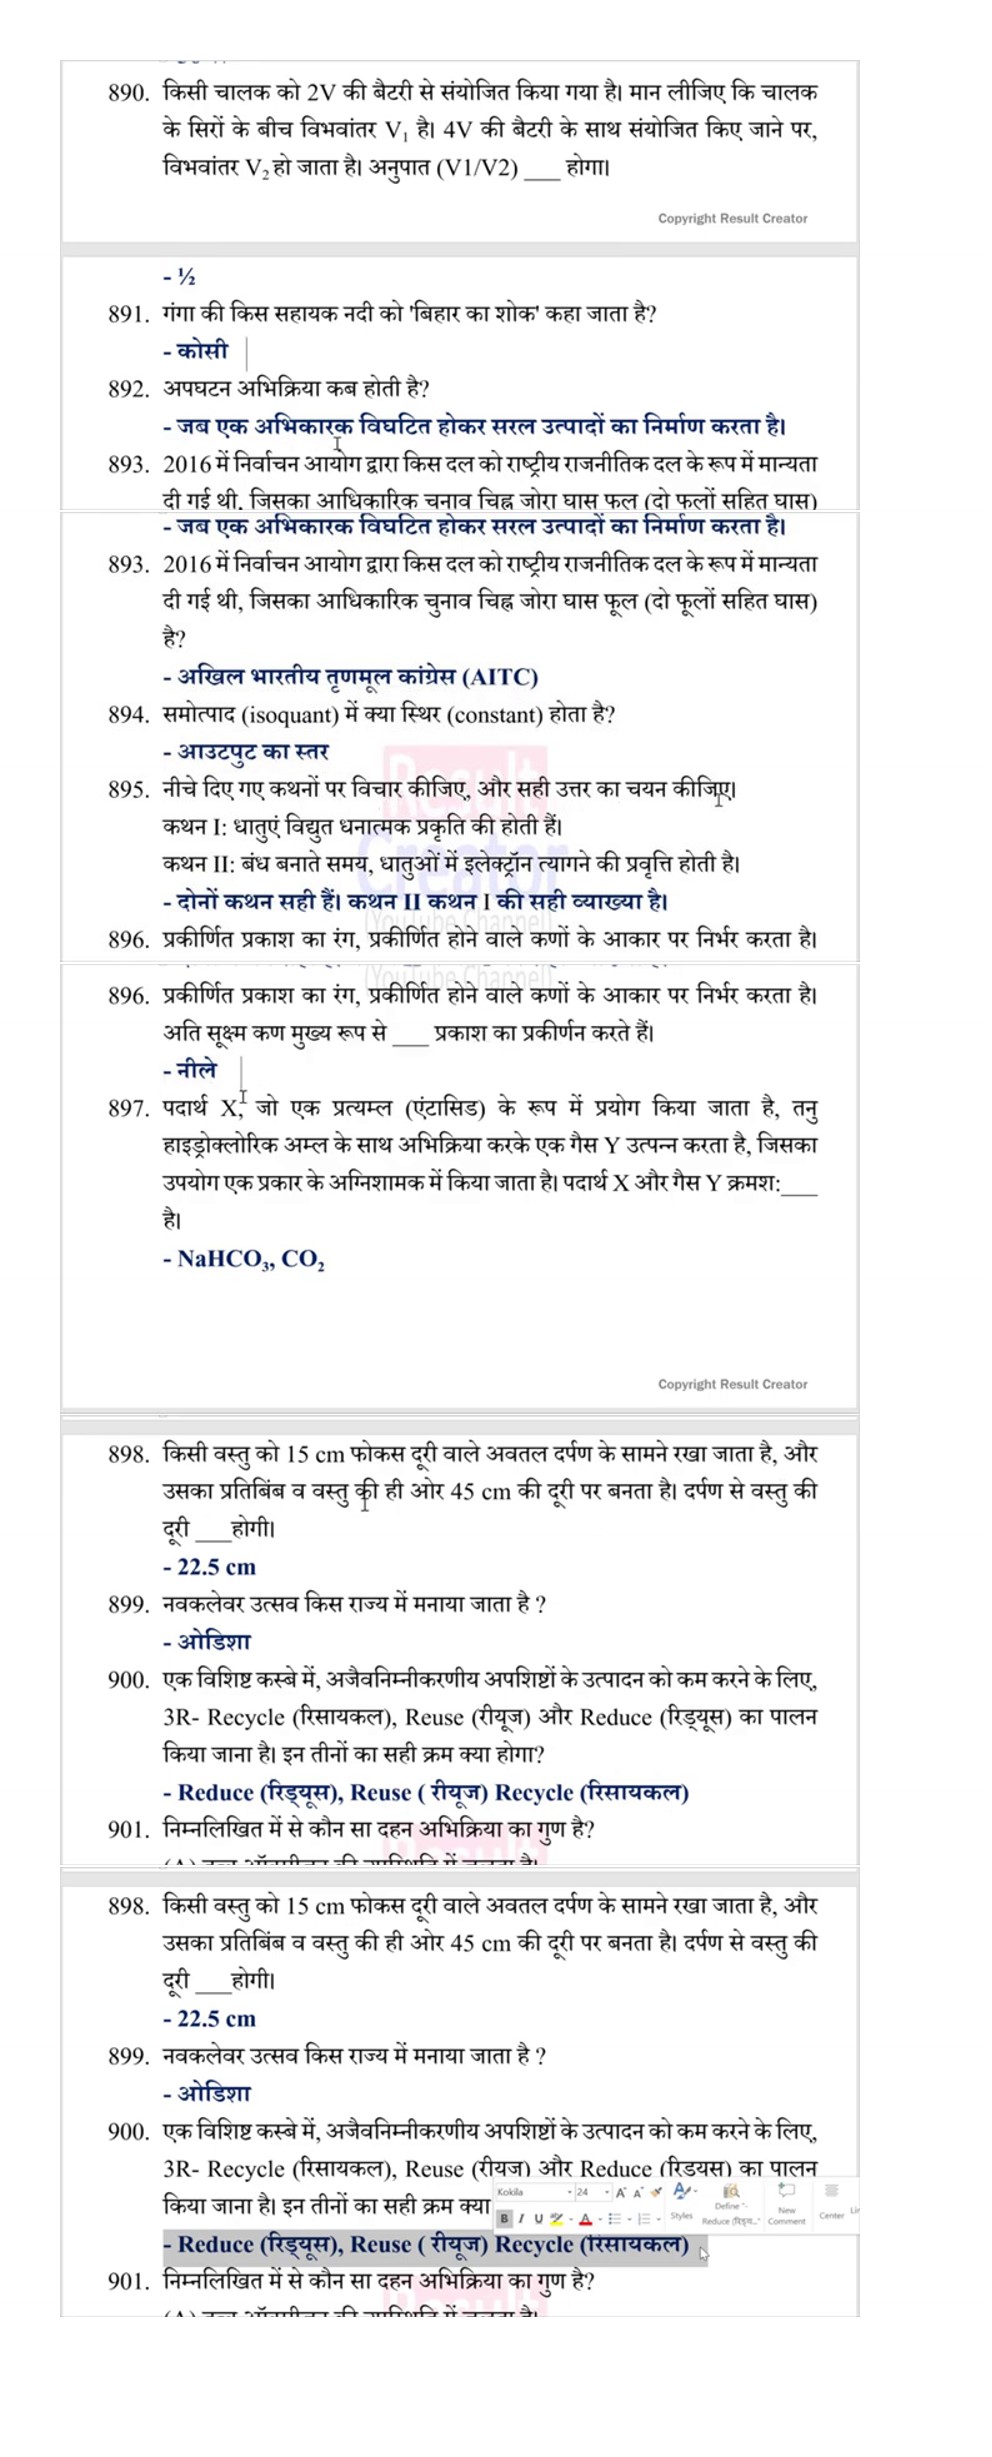 890. किसी चालक को 2V की बैटरी से संयोजित किया गया है। मान लीजिए कि चालक
के सिरों के बीच विभवांतर V₁ है। 4V की बैटरी के साथ संयोजित किए जाने पर,
विभवांतर V₂ हो जाता है। अनुपात (V1/V2) ___ होगा।
Copyright Result Creator
- ½
891. गंगा की किस सहायक नदी को 'बिहार का शोक' कहा जाता है?
- कोसी
892. अपघटन अभिक्रिया कब होती है?
- जब एक अभिकारक विघटित होकर सरल उत्पादों का निर्माण करता है।
893. 2016 में निर्वाचन आयोग द्वारा किस दल को राष्ट्रीय राजनीतिक दल के रूप में मान्यता
दी गई थी, जिसका आधिकारिक चुनाव चिह्न जोरा घास फूल (दो फूलों सहित घास)
- जब एक अभिकारक विघटित होकर सरल उत्पादों का निर्माण करता है।
893. 2016 में निर्वाचन आयोग द्वारा किस दल को राष्ट्रीय राजनीतिक दल के रूप में मान्यता
दी गई थी, जिसका आधिकारिक चुनाव चिह्न जोरा घास फूल (दो फूलों सहित घास)
है?
- अखिल भारतीय तृणमूल कांग्रेस (AITC)
894. समोत्पाद (isoquant) में क्या स्थिर (constant) होता है?
- आउटपुट का स्तर
Result
895. नीचे दिए गए कथनों पर विचार कीजिए, और सही उत्तर का चयन कीजिए।
कथन I: धातुएं विद्युत धनात्मक प्रकृति की होती हैं।
Creator
कथन II: बंध बनाते समय, धातुओं में इलेक्ट्रॉन त्यागने की प्रवृत्ति होती है।
- दोनों कथन सही हैं। कथन II कथन I की सही व्याख्या है।
(YouTube Channel)
896. प्रकीर्णित प्रकाश का रंग, प्रकीर्णित होने वाले कणों के आकार पर निर्भर करता है।
(YouTube Channel)
896. प्रकीर्णित प्रकाश का रंग, प्रकीर्णित होने वाले कणों के आकार पर निर्भर करता है।
अति सूक्ष्म कण मुख्य रूप से ___ प्रकाश का प्रकीर्णन करते हैं।
- नीले
897. पदार्थ X, जो एक प्रत्यम्ल (एंटासिड) के रूप में प्रयोग किया जाता है, तनु
हाइड्रोक्लोरिक अम्ल के साथ अभिक्रिया करके एक गैस Y उत्पन्न करता है, जिसका
उपयोग एक प्रकार के अग्निशामक में किया जाता है। पदार्थ X और गैस Y क्रमश:___
है।
- NaHCO₃, CO₂
Copyright Result Creator
898. किसी वस्तु को 15 cm फोकस दूरी वाले अवतल दर्पण के सामने रखा जाता है, और
उसका प्रतिबिंब व वस्तु की ही ओर 45 cm की दूरी पर बनता है। दर्पण से वस्तु की
दूरी ___होगी।
- 22.5 cm
899. नवकलेवर उत्सव किस राज्य में मनाया जाता है ?
- ओडिशा
900. एक विशिष्ट कस्बे में, अजैवनिम्नीकरणीय अपशिष्टों के उत्पादन को कम करने के लिए,
3R- Recycle (रिसायकल), Reuse (रीयूज) और Reduce (रिड्यूस) का पालन
किया जाना है। इन तीनों का सही क्रम क्या होगा?
- Reduce (रिड्यूस), Reuse ( रीयूज) Recycle (रिसायकल)
901. निम्नलिखित में से कौन सा दहन अभिक्रिया का गुण है?
898. किसी वस्तु को 15 cm फोकस दूरी वाले अवतल दर्पण के सामने रखा जाता है, और
उसका प्रतिबिंब व वस्तु की ही ओर 45 cm की दूरी पर बनता है। दर्पण से वस्तु की
दूरी ___होगी।
- 22.5 cm
899. नवकलेवर उत्सव किस राज्य में मनाया जाता है ?
- ओडिशा
900. एक विशिष्ट कस्बे में, अजैवनिम्नीकरणीय अपशिष्टों के उत्पादन को कम करने के लिए,
3R- Recycle (रिसायकल), Reuse (रीयूज) और Reduce (रिड्यूस) का पालन
किया जाना है। इन तीनों का सही क्रम क्या
Kokila 24
B I U Styles Define "- Reduce New Comment Center
- Reduce (रिड्यूस), Reuse ( रीयूज) Recycle (रिसायकल)
901. निम्नलिखित में से कौन सा दहन अभिक्रिया का गुण है?